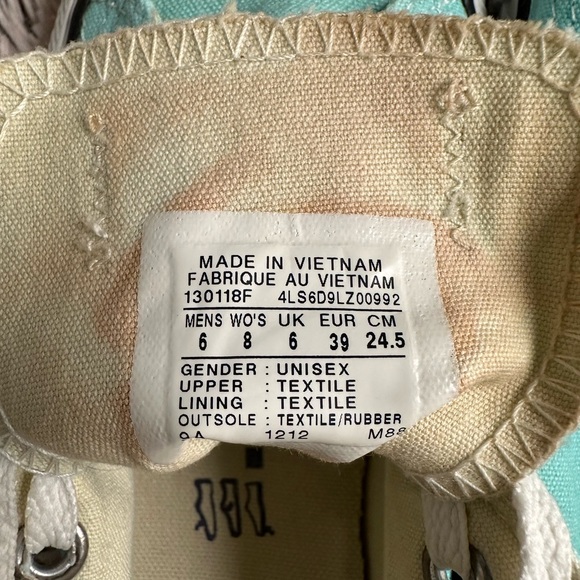 MADE IN VIETNAM
FABRIQUE AU VIETNAM
130118F 4LS6D9LZ00992
MENS WO'S UK EUR CM
6 8 6 39 24.5
GENDER : UNISEX
UPPER : TEXTILE
LINING : TEXTILE
OUTSOLE : TEXTILE/RUBBER
9A 1212 M88